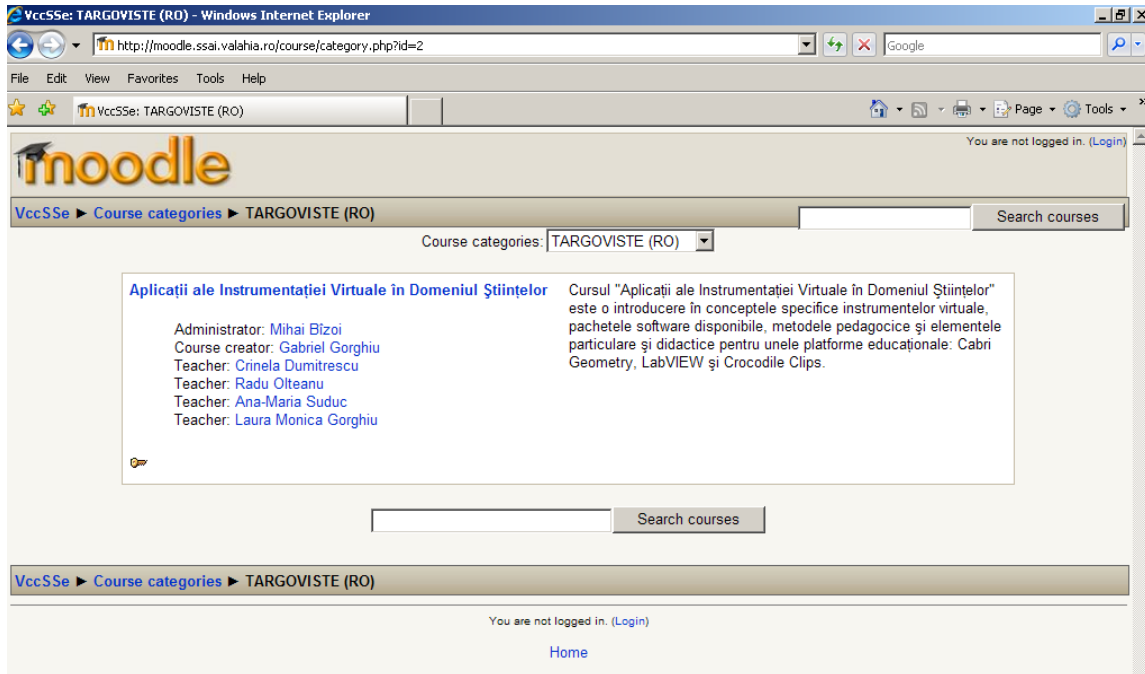 VccSSe: TARGOVISTE (RO) - Windows Internet Explorer
http://moodle.ssai.valahia.ro/course/category.php?id=2
Google
File Edit View Favorites Tools Help
VccSSe: TARGOVISTE (RO)
Page Tools
moodle
You are not logged in. (Login)
VccSSe ► Course categories ► TARGOVISTE (RO)
Search courses
Course categories: TARGOVISTE (RO)
Aplicații ale Instrumentației Virtuale în Domeniul Științelor
Administrator: Mihai Bîzoi
Course creator: Gabriel Gorghiu
Teacher: Crinela Dumitrescu
Teacher: Radu Olteanu
Teacher: Ana-Maria Suduc
Teacher: Laura Monica Gorghiu
Cursul "Aplicații ale Instrumentației Virtuale în Domeniul Științelor"
este o introducere în conceptele specifice instrumentelor virtuale,
pachetele software disponibile, metodele pedagogice şi elementele
particulare şi didactice pentru unele platforme educaționale: Cabri
Geometry, LabVIEW şi Crocodile Clips.
Search courses
VccSSe ► Course categories ► TARGOVISTE (RO)
You are not logged in. (Login)
Home